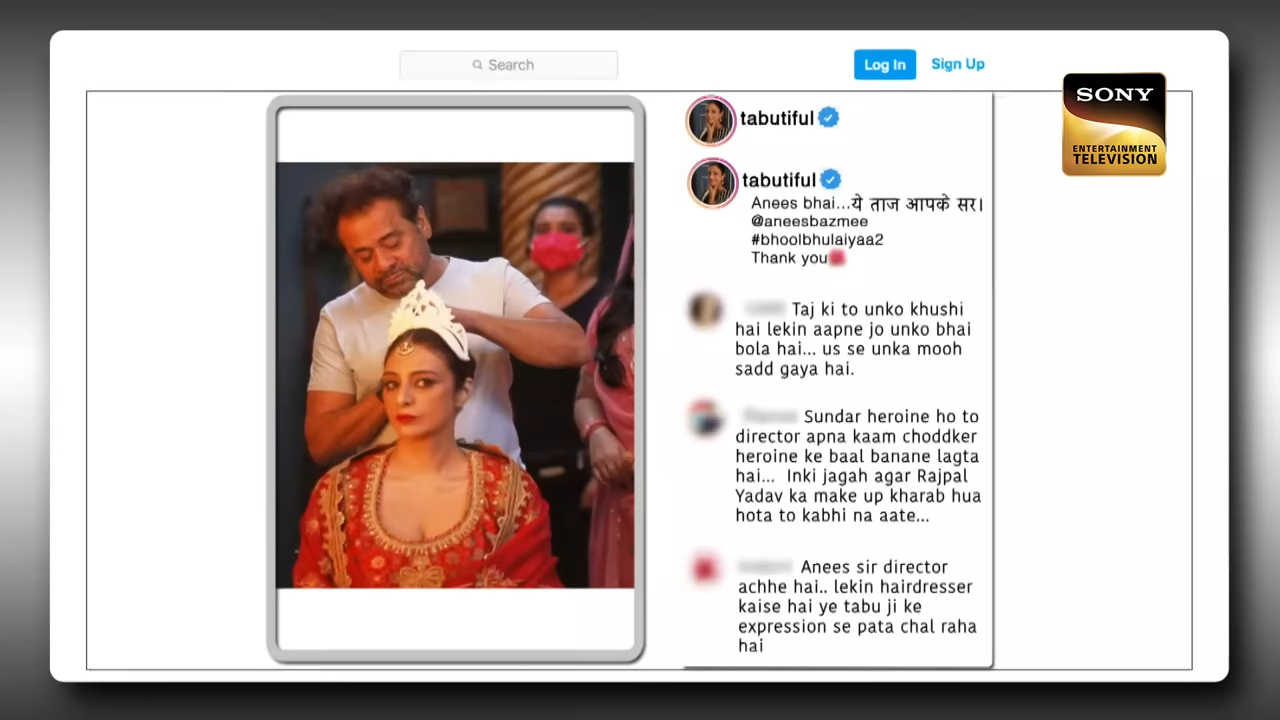 Search
Log In
Sign Up
SONY
ENTERTAINMENT
TELEVISION
tabutiful
tabutiful
Anees bhai...ये ताज आपके सर।
@aneesbazmee
#bhoolbhulaiyaa2
Thank you
Taj ki to unko khushi
hai lekin aapne jo unko bhai
bola hai... us se unka mooh
sadd gaya hai.
Sundar heroine ho to
director apna kaam choddker
heroine ke baal banane lagta
hai... Inki jagah agar Rajpal
Yadav ka make up kharab hua
hota to kabhi na aate...
Anees sir director
achhe hai.. lekin hairdresser
kaise hai ye tabu ji ke
expression se pata chal raha
hai